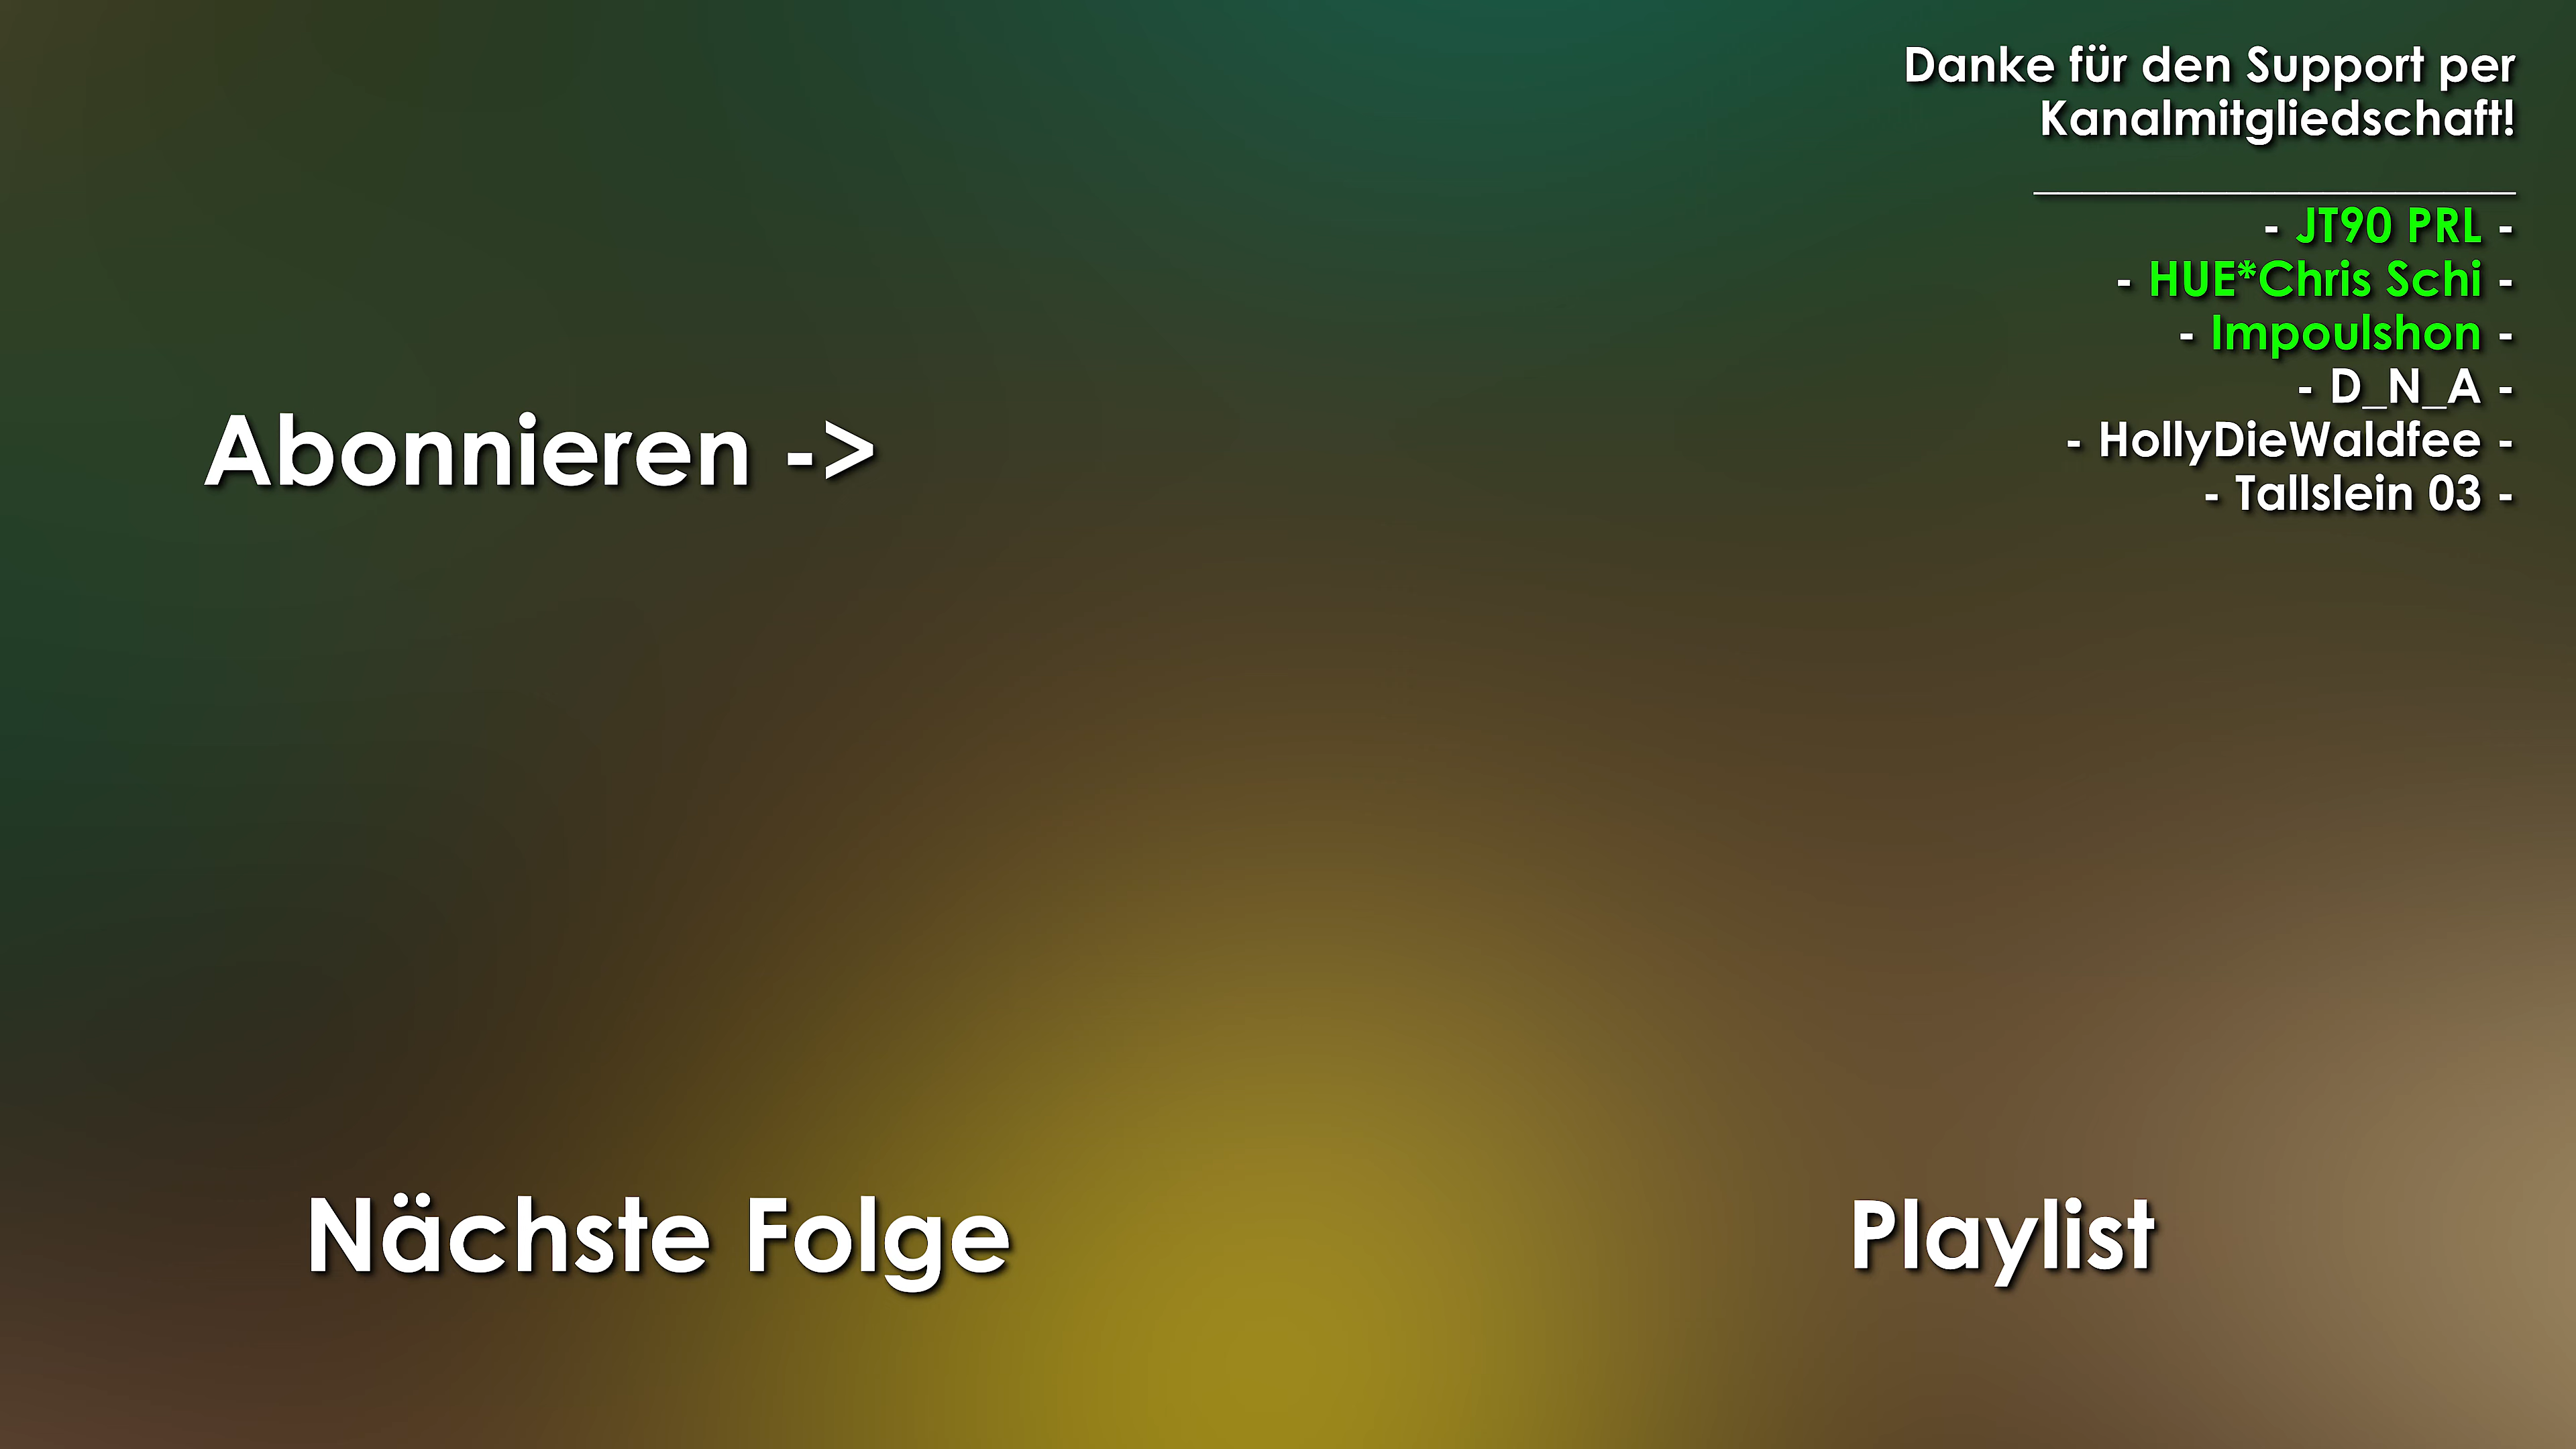 Danke für den Support per
Kanalmitgliedschaft!
- JT90 PRL -
- HUE*Chris Schi -
- Impoulshon -
- D_N_A -
- HollyDieWaldfee -
- Tallslein 03 -
Abonnieren ->
Nächste Folge
Playlist